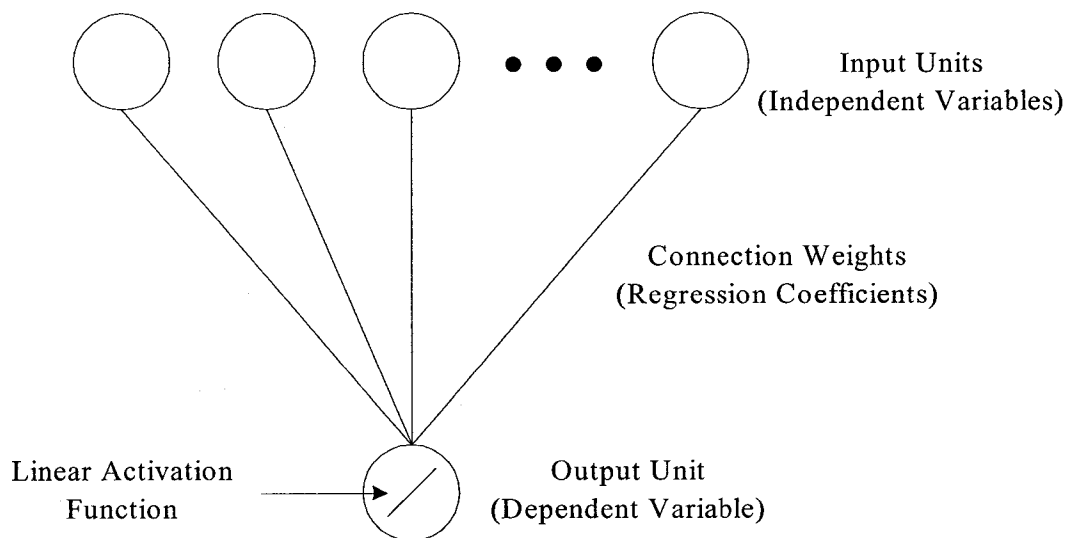 Input Units
(Independent Variables)
Connection Weights
(Regression Coefficients)
Linear Activation
Function
Output Unit
(Dependent Variable)